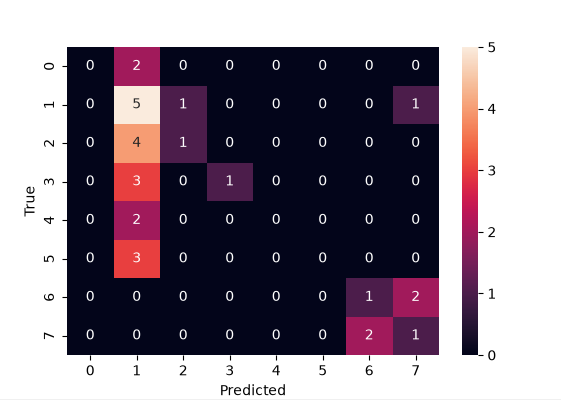 0 0 2 0 0 0 0 0 0
1 0 5 1 0 0 0 0 1
2 0 4 1 0 0 0 0 0
3 0 3 0 1 0 0 0 0
4 0 2 0 0 0 0 0 0
5 0 3 0 0 0 0 0 0
6 0 0 0 0 0 0 1 2
7 0 0 0 0 0 0 2 1
0 1 2 3 4 5 6 7
Predicted
True
5
4
3
2
1
0